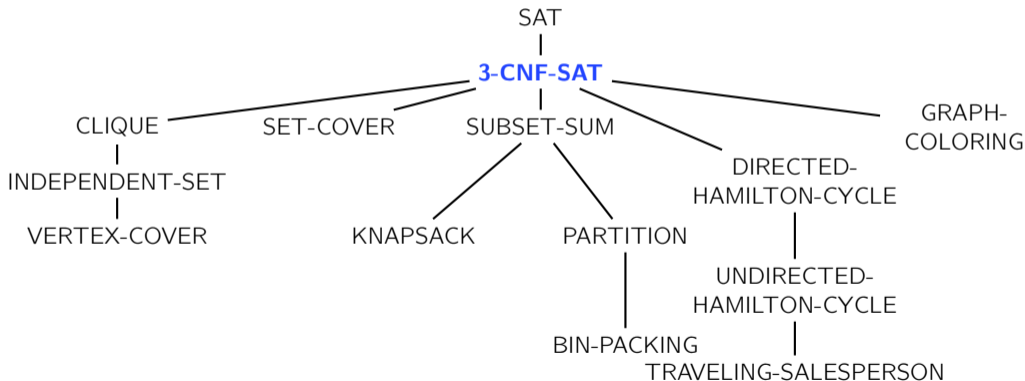 SAT
3-CNF-SAT
CLIQUE
SET-COVER
SUBSET-SUM
GRAPH-
COLORING
INDEPENDENT-SET
DIRECTED-
HAMILTON-CYCLE
VERTEX-COVER
KNAPSACK
PARTITION
UNDIRECTED-
HAMILTON-CYCLE
BIN-PACKING
TRAVELING-SALESPERSON